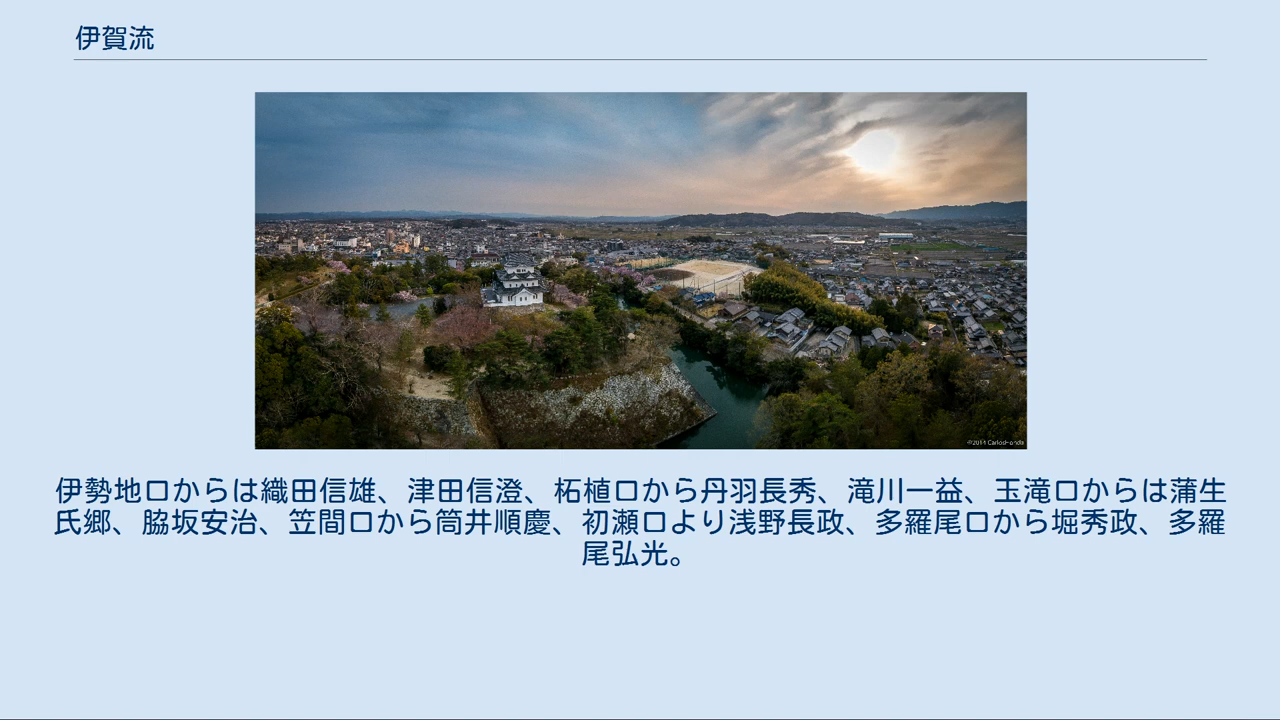 伊賀流
©2014 CarlosHonda
伊勢地口からは織田信雄、津田信澄、柘植口から丹羽長秀、滝川一益、玉滝口からは蒲生
氏郷、脇坂安治、笠間口から筒井順慶、初瀬口より浅野長政、多羅尾口から堀秀政、多羅
尾弘光。